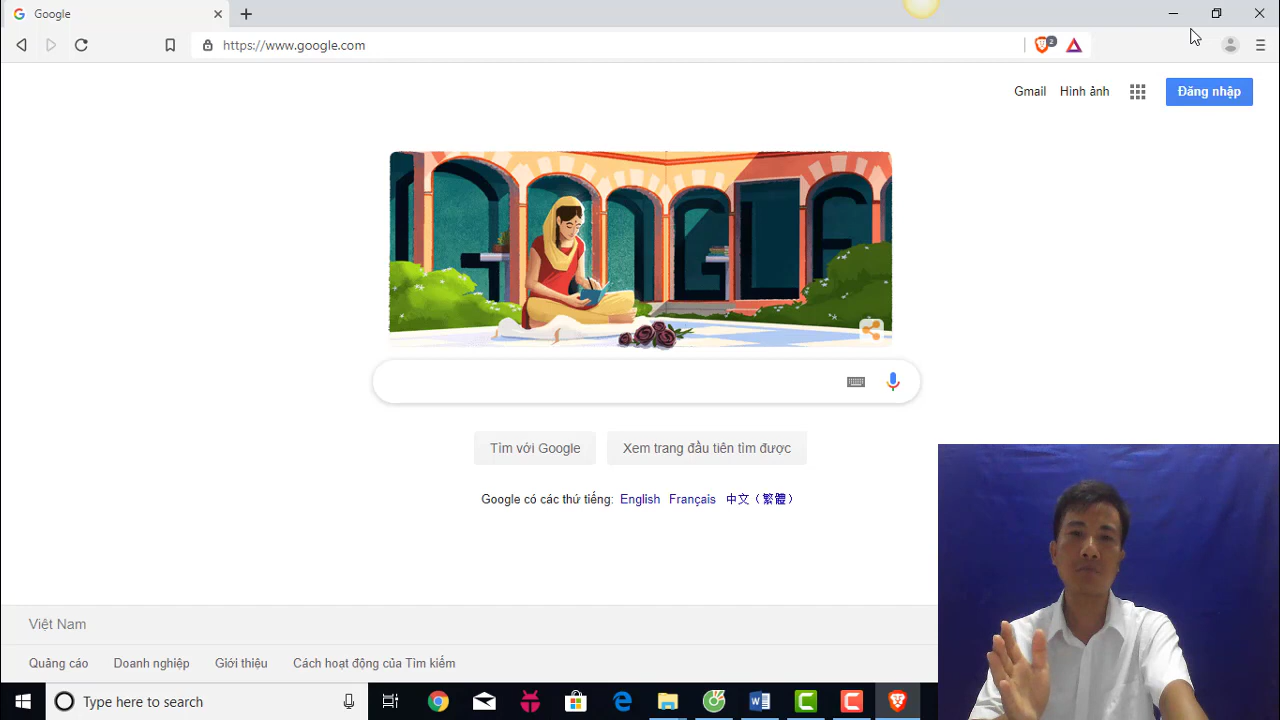 Google
https://www.google.com
2
Gmail Hình ảnh Đăng nhập
GOOGLE
Tìm với Google Xem trang đầu tiên tìm được
Google có các thứ tiếng: English Français 中文（繁體）
Việt Nam
Quảng cáo Doanh nghiệp Giới thiệu Cách hoạt động của Tìm kiếm
Type here to search